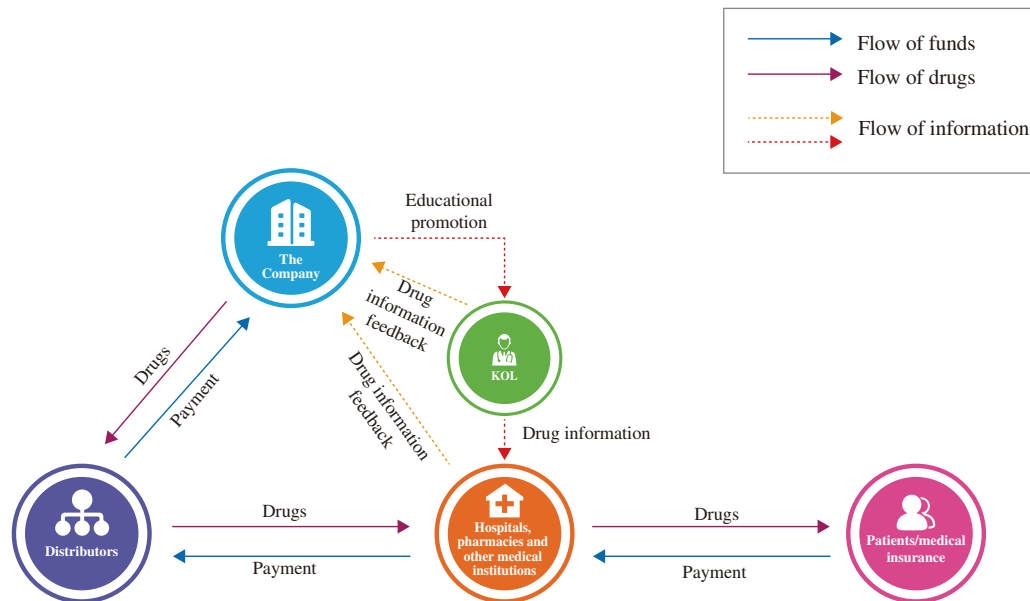 Flow of funds
Flow of drugs
Flow of information
Educational
promotion
The
Company
Drug
information
feedback
KOL
Drugs
Payment
Drug information
feedback
Drug information
Distributors
Drugs
Payment
Hospitals,
pharmacies and
other medical
institutions
Drugs
Payment
Patients/medical
insurance